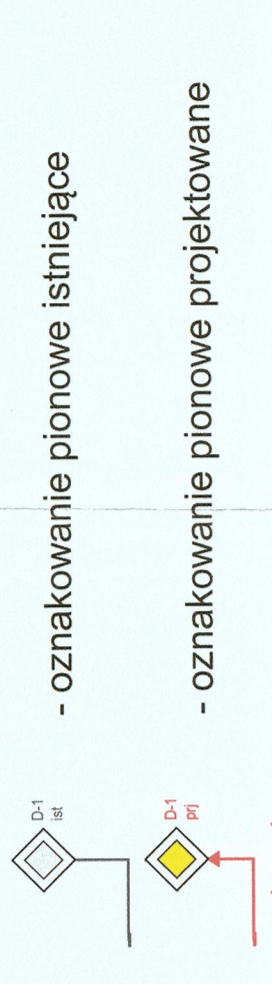 D-1
ist
- oznakowanie pionowe istniejące
D-1
prj
- oznakowanie pionowe projektowane